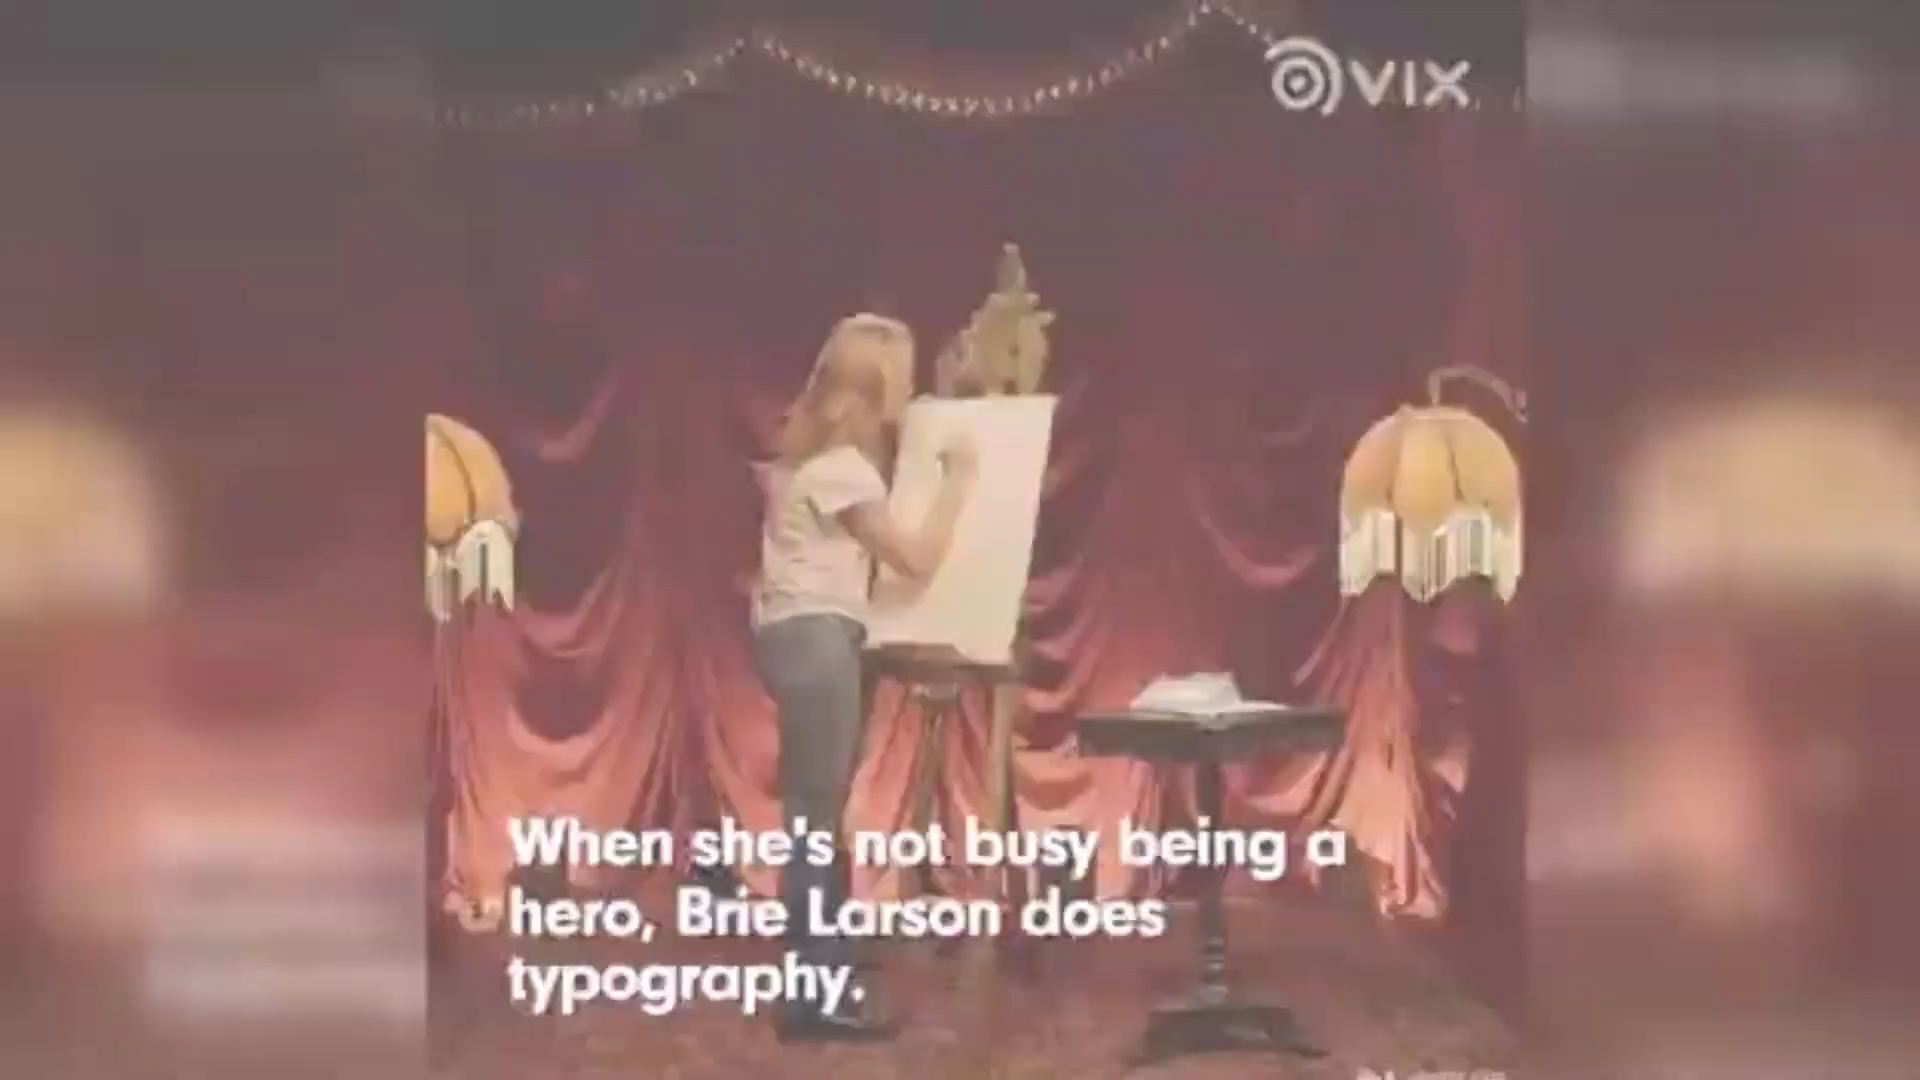 VIX
When she's not busy being a
hero, Brie Larson does
typography.